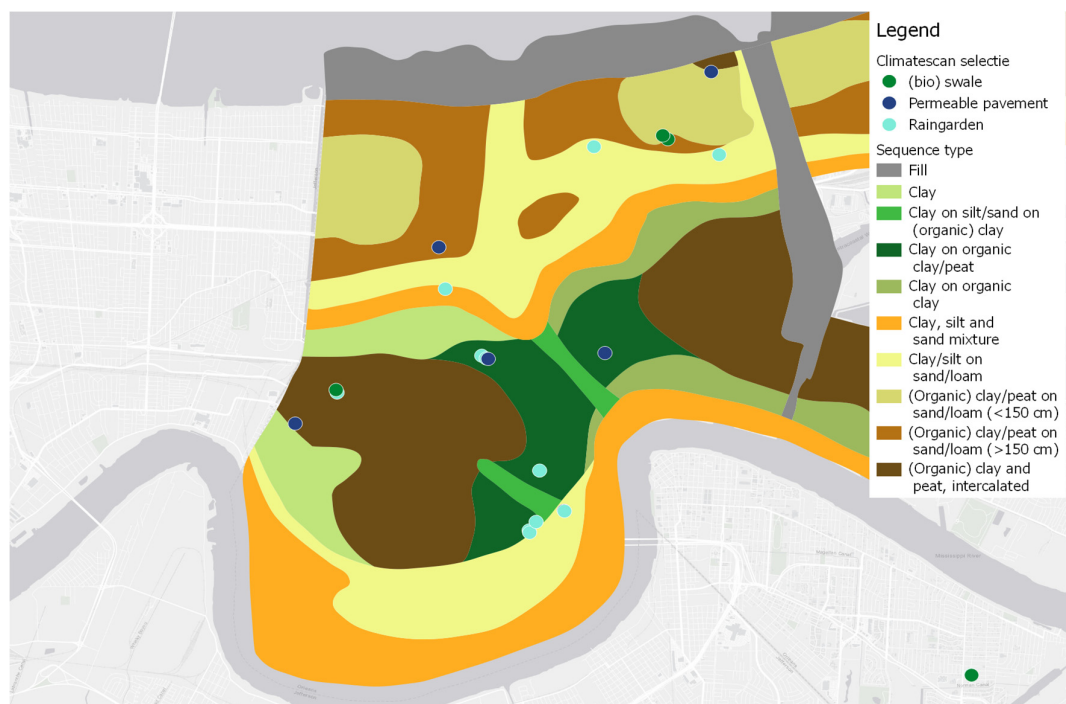 Legend
Climatescan selectie
(bio) swale
Permeable pavement
Raingarden
Sequence type
Fill
Clay
Clay on silt/sand on
(organic) clay
Clay on organic
clay/peat
Clay on organic
clay
Clay, silt and
sand mixture
Clay/silt on
sand/loam
(Organic) clay/peat on
sand/loam (<150 cm)
(Organic) clay/peat on
sand/loam (>150 cm)
(Organic) clay and
peat, intercalated
Mississippi River